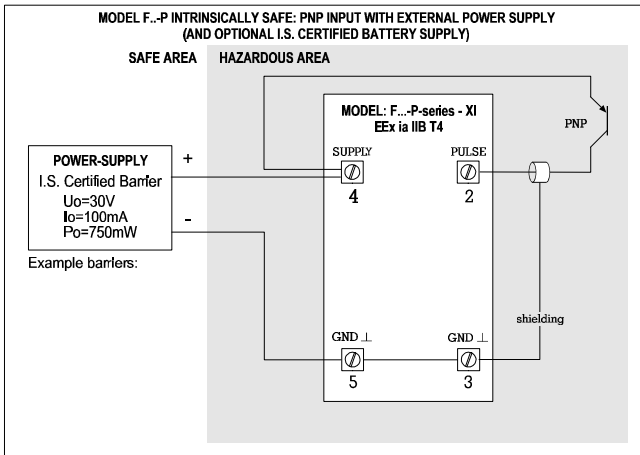 MODEL F..-P INTRINSICALLY SAFE: PNP INPUT WITH EXTERNAL POWER SUPPLY
(AND OPTIONAL I.S. CERTIFIED BATTERY SUPPLY)
SAFE AREA HAZARDOUS AREA
MODEL: F...-P-series - XI
EEx ia IIB T4
PNP
SUPPLY PULSE
4 2
POWER-SUPPLY +
I.S. Certified Barrier
Uo=30V
Io=100mA
Po=750mW -
Example barriers:
shielding
GND ⊥ GND ⊥
5 3